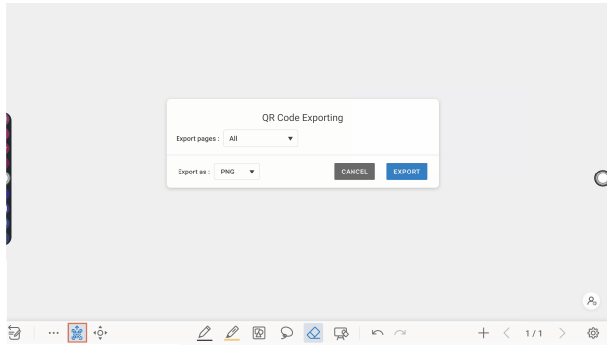 QR Code Exporting
Export pages : All
Export as : PNG
CANCEL EXPORT
1 / 1